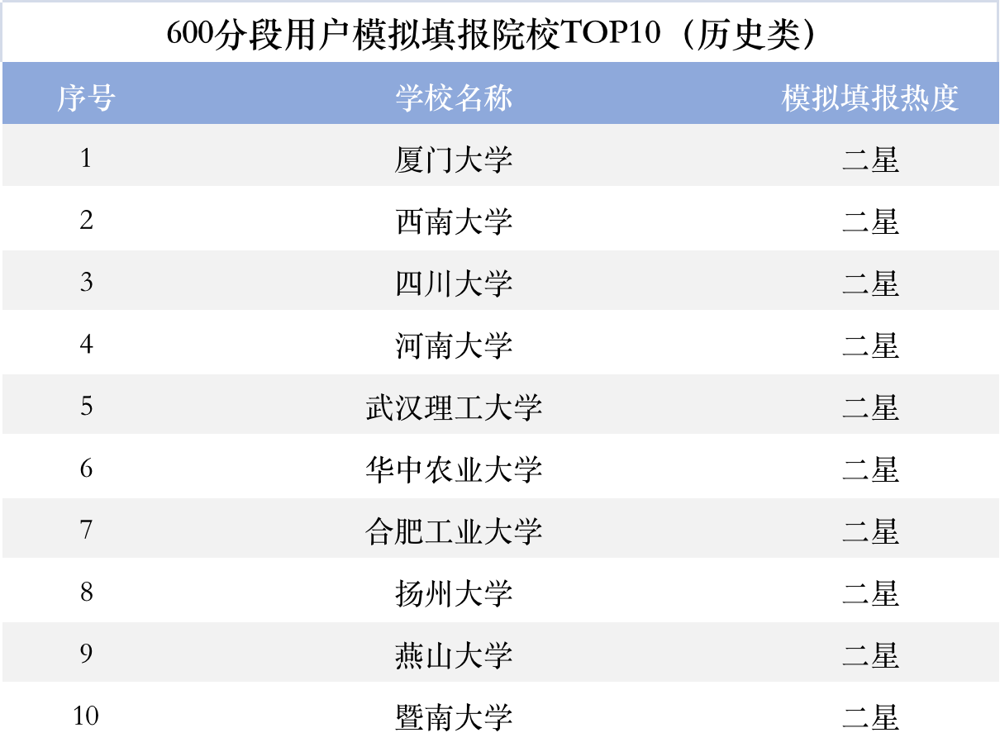 600分段用户模拟填报院校TOP10（历史类）
序号 学校名称 模拟填报热度
1 厦门大学 二星
2 西南大学 二星
3 四川大学 二星
4 河南大学 二星
5 武汉理工大学 二星
6 华中农业大学 二星
7 合肥工业大学 二星
8 扬州大学 二星
9 燕山大学 二星
10 暨南大学 二星